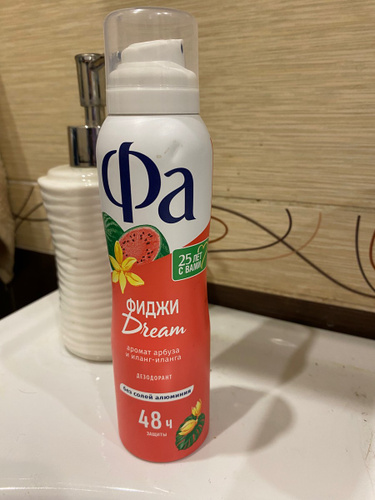 Фа
25 ЛЕТ
С ВАМИ
ФИДЖИ
Dream
аромат арбуза
и иланг-иланга
ДЕЗОДОРАНТ
без солей алюминия
48 ч
защиты